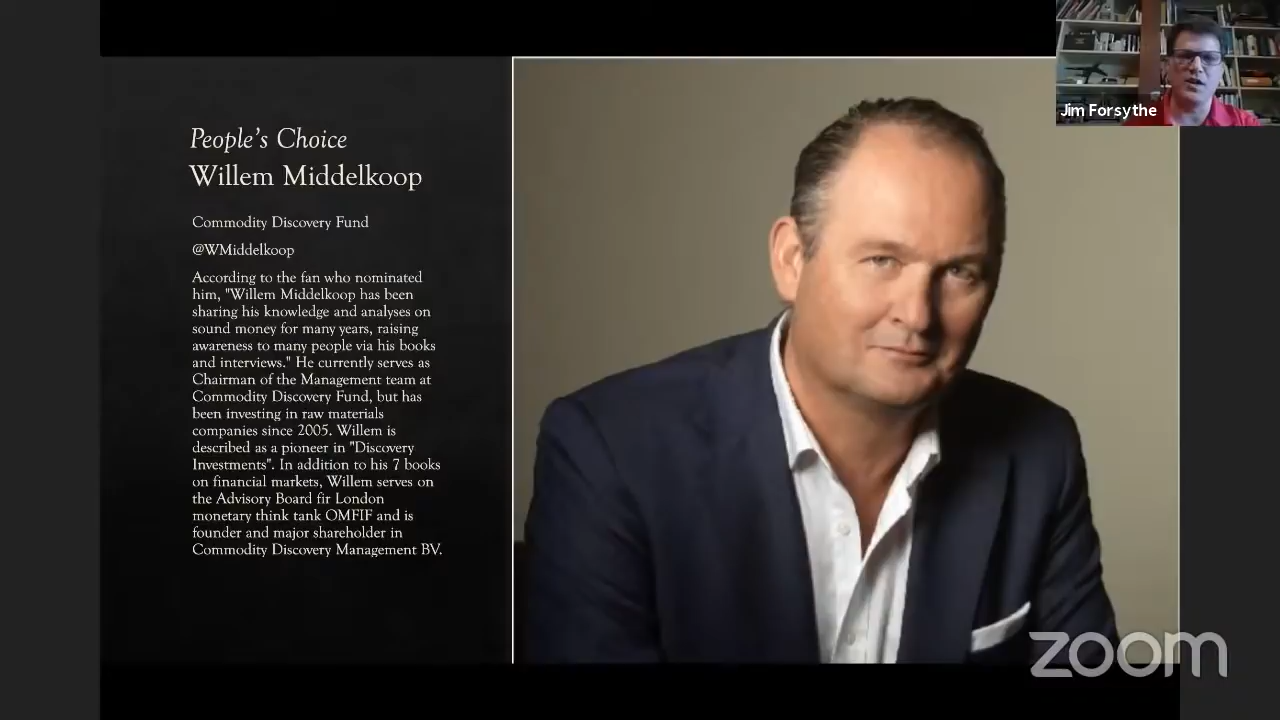 People's Choice
Willem Middelkoop
Commodity Discovery Fund
@WMiddelkoop
According to the fan who nominated
him, "Willem Middelkoop has been
sharing his knowledge and analyses on
sound money for many years, raising
awareness to many people via his books
and interviews." He currently serves as
Chairman of the Management team at
Commodity Discovery Fund, but has
been investing in raw materials
companies since 2005. Willem is
described as a pioneer in "Discovery
Investments". In addition to his 7 books
on financial markets, Willem serves on
the Advisory Board fir London
monetary think tank OMFIF and is
founder and major shareholder in
Commodity Discovery Management BV.
Jim Forsythe
zoom